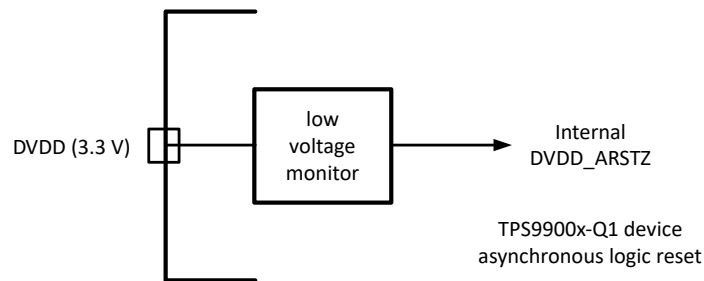 low
voltage
monitor
DVDD (3.3 V)
Internal
DVDD_ARSTZ
TPS9900x-Q1 device
asynchronous logic reset